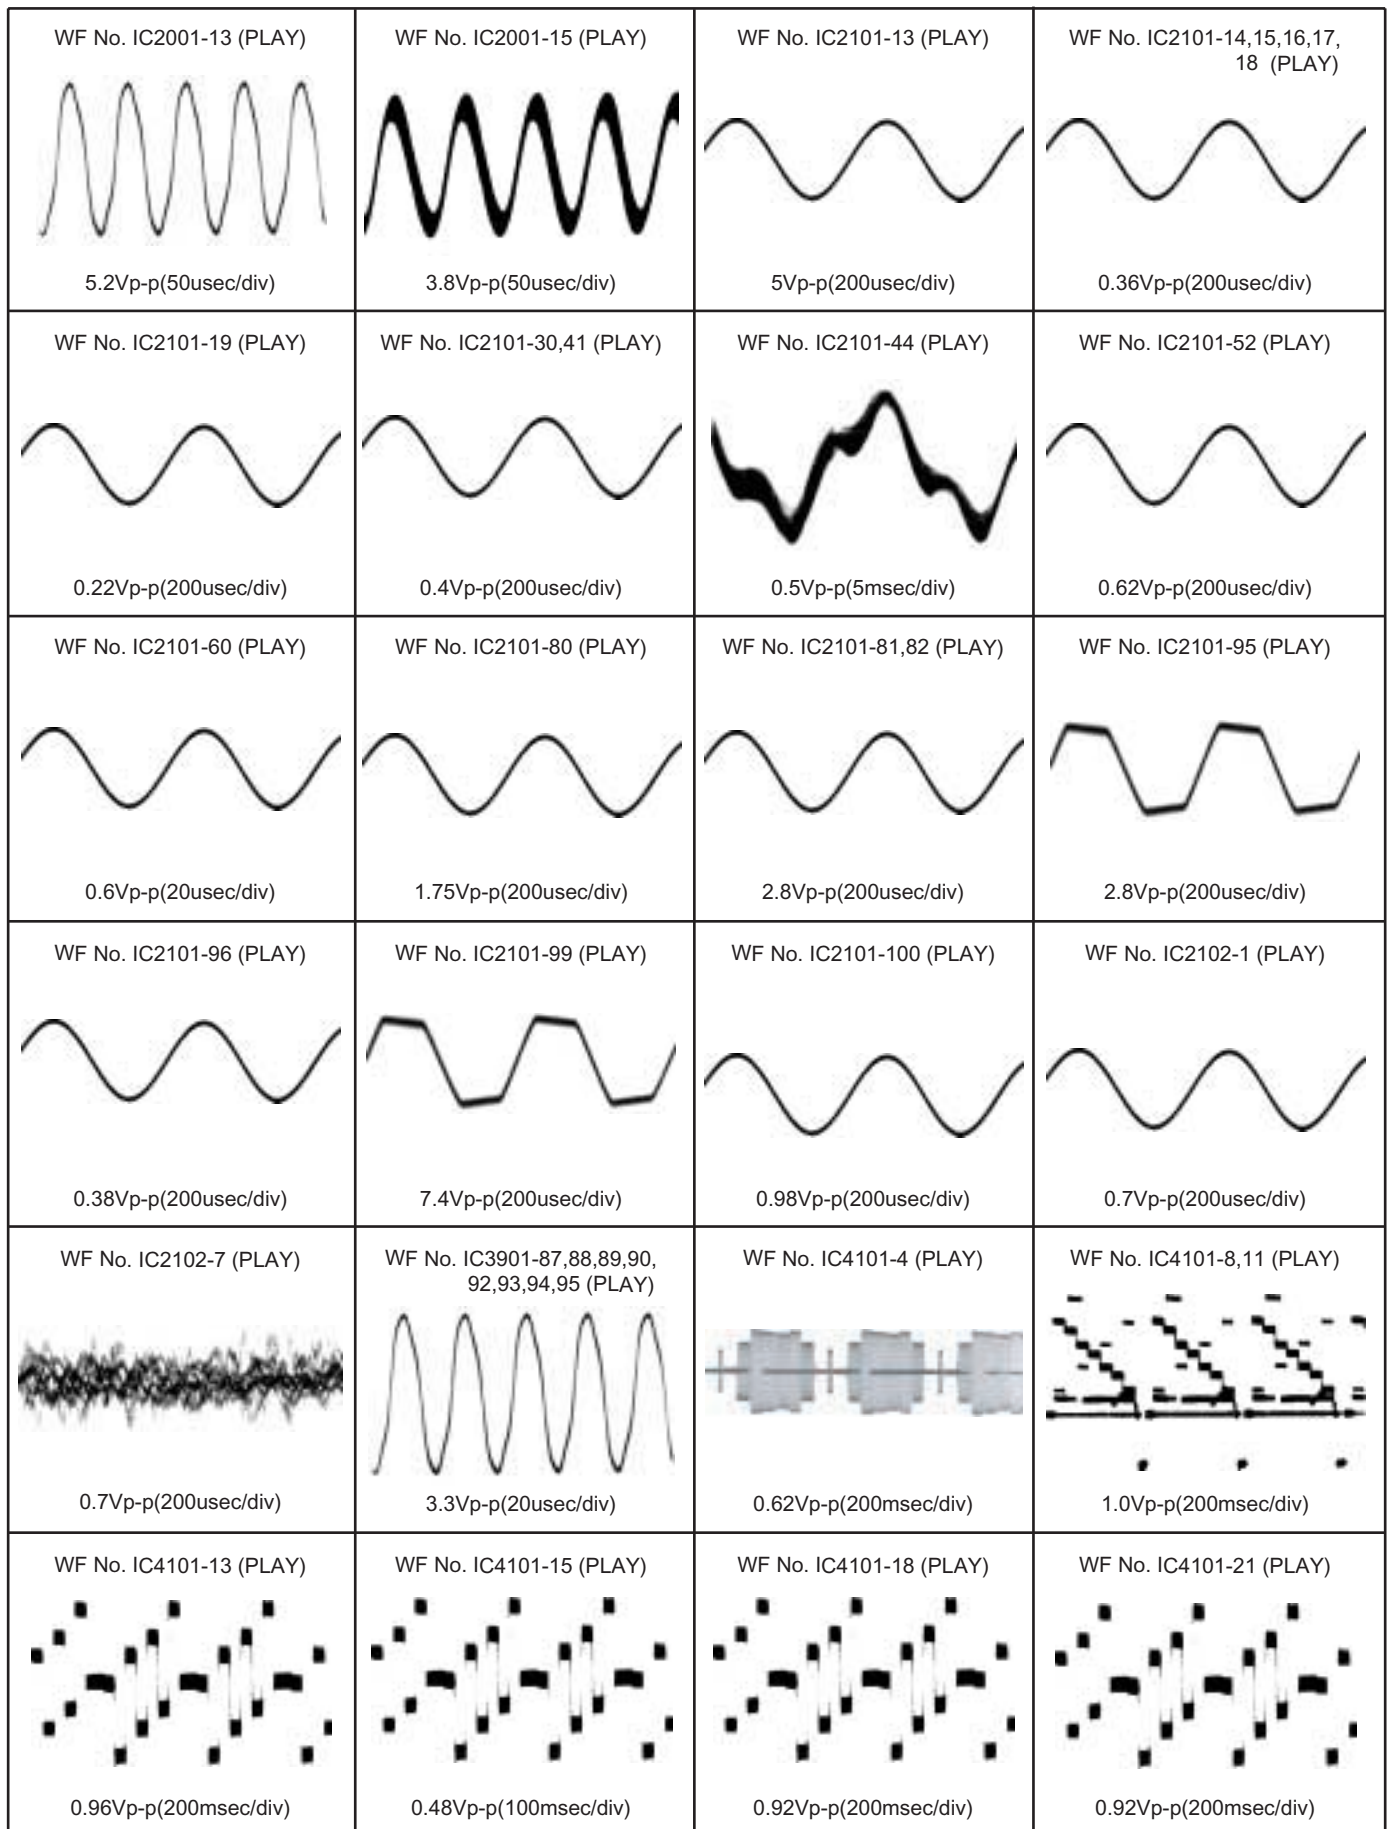 WF No. IC2001-13 (PLAY)
5.2Vp-p(50usec/div)
WF No. IC2001-15 (PLAY)
3.8Vp-p(50usec/div)
WF No. IC2101-13 (PLAY)
5Vp-p(200usec/div)
WF No. IC2101-14,15,16,17,
18 (PLAY)
0.36Vp-p(200usec/div)
WF No. IC2101-19 (PLAY)
0.22Vp-p(200usec/div)
WF No. IC2101-30,41 (PLAY)
0.4Vp-p(200usec/div)
WF No. IC2101-44 (PLAY)
0.5Vp-p(5msec/div)
WF No. IC2101-52 (PLAY)
0.62Vp-p(200usec/div)
WF No. IC2101-60 (PLAY)
0.6Vp-p(20usec/div)
WF No. IC2101-80 (PLAY)
1.75Vp-p(200usec/div)
WF No. IC2101-81,82 (PLAY)
2.8Vp-p(200usec/div)
WF No. IC2101-95 (PLAY)
2.8Vp-p(200usec/div)
WF No. IC2101-96 (PLAY)
0.38Vp-p(200usec/div)
WF No. IC2101-99 (PLAY)
7.4Vp-p(200usec/div)
WF No. IC2101-100 (PLAY)
0.98Vp-p(200usec/div)
WF No. IC2102-1 (PLAY)
0.7Vp-p(200usec/div)
WF No. IC2102-7 (PLAY)
0.7Vp-p(200usec/div)
WF No. IC3901-87,88,89,90,
92,93,94,95 (PLAY)
3.3Vp-p(20usec/div)
WF No. IC4101-4 (PLAY)
0.62Vp-p(200msec/div)
WF No. IC4101-8,11 (PLAY)
1.0Vp-p(200msec/div)
WF No. IC4101-13 (PLAY)
0.96Vp-p(200msec/div)
WF No. IC4101-15 (PLAY)
0.48Vp-p(100msec/div)
WF No. IC4101-18 (PLAY)
0.92Vp-p(200msec/div)
WF No. IC4101-21 (PLAY)
0.92Vp-p(200msec/div)